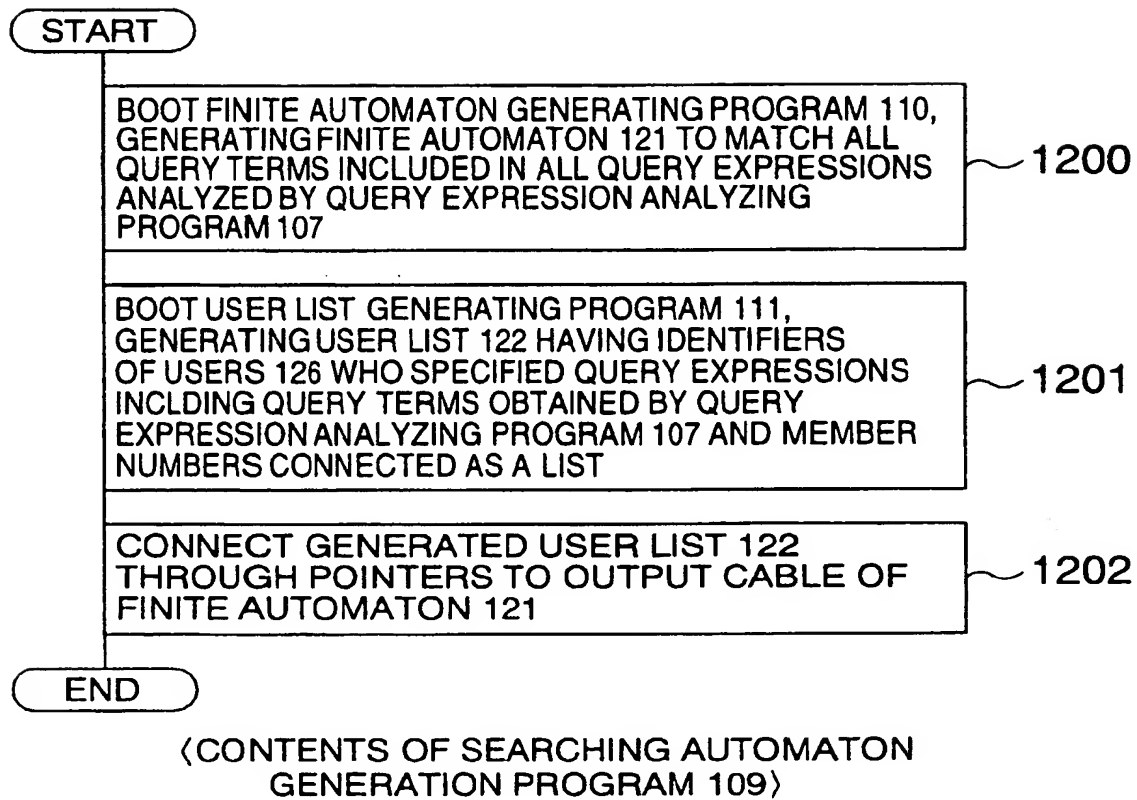 START
BOOT FINITE AUTOMATON GENERATING PROGRAM 110,
GENERATING FINITE AUTOMATON 121 TO MATCH ALL
QUERY TERMS INCLUDED IN ALL QUERY EXPRESSIONS
ANALYZED BY QUERY EXPRESSION ANALYZING
PROGRAM 107
1200
BOOT USER LIST GENERATING PROGRAM 111,
GENERATING USER LIST 122 HAVING IDENTIFIERS
OF USERS 126 WHO SPECIFIED QUERY EXPRESSIONS
INCLDING QUERY TERMS OBTAINED BY QUERY
EXPRESSION ANALYZING PROGRAM 107 AND MEMBER
NUMBERS CONNECTED AS A LIST
1201
CONNECT GENERATED USER LIST 122
THROUGH POINTERS TO OUTPUT CABLE OF
FINITE AUTOMATON 121
1202
END
〈CONTENTS OF SEARCHING AUTOMATON
GENERATION PROGRAM 109〉